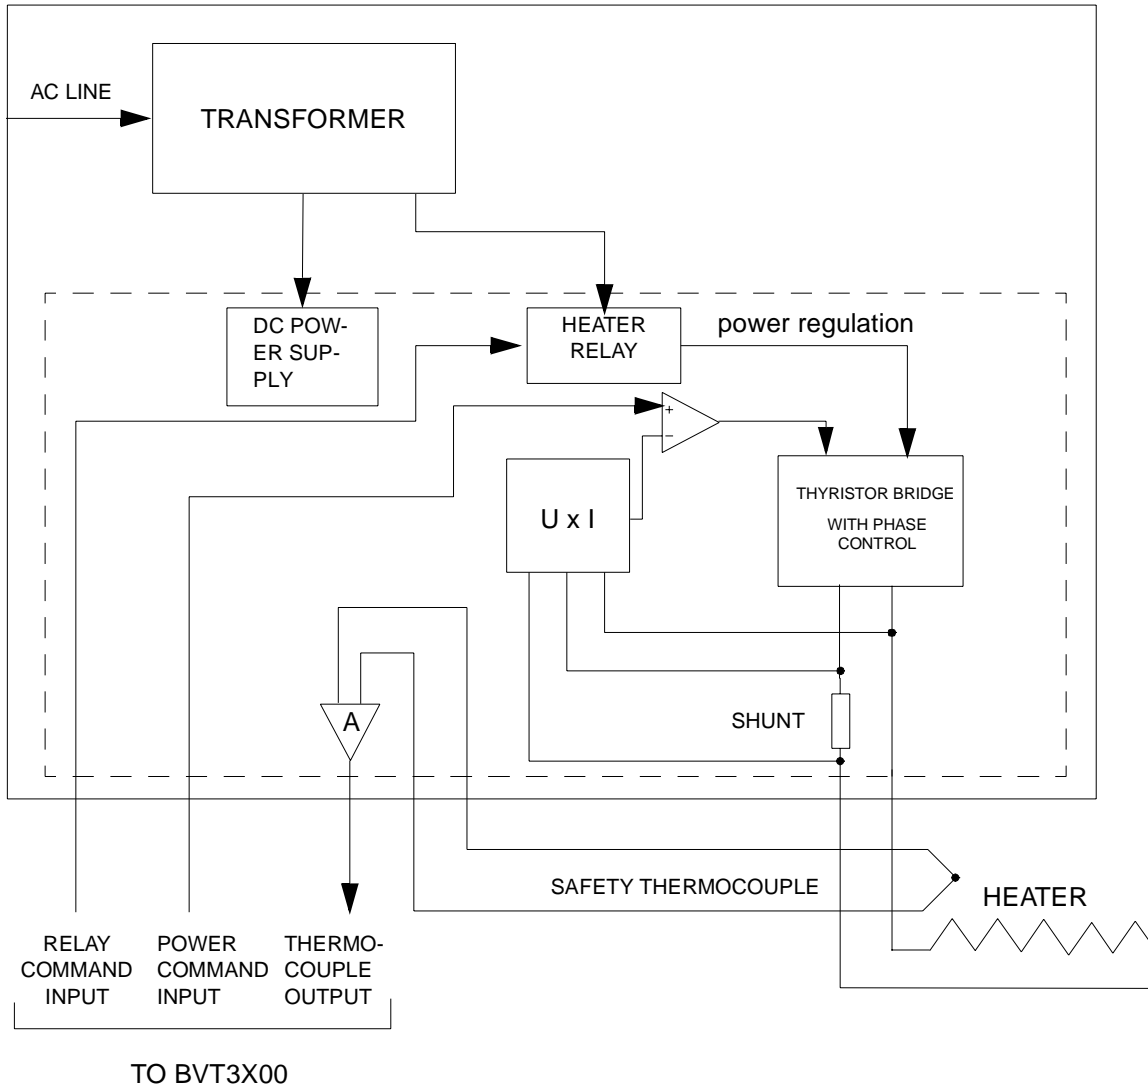 AC LINE
TRANSFORMER
DC POW-
ER SUP-
PLY
HEATER
RELAY
power regulation
+
−
THYRISTOR BRIDGE
WITH PHASE
CONTROL
U x I
A
SHUNT
SAFETY THERMOCOUPLE
HEATER
RELAY
COMMAND
INPUT
POWER
COMMAND
INPUT
THERMO-
COUPLE
OUTPUT
TO BVT3X00